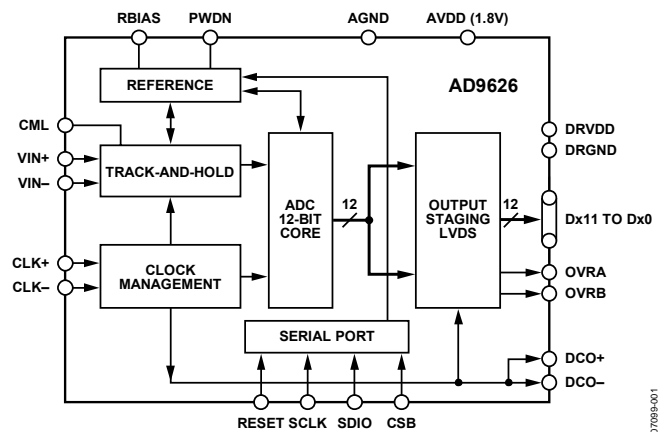 RBIAS PWDN AGND AVDD (1.8V)
REFERENCE
AD9626
CML
DRVDD
DRGND
VIN+
VIN–
TRACK-AND-HOLD
ADC
12-BIT
CORE
12
OUTPUT
STAGING
LVDS
12
Dx11 TO Dx0
CLK+
CLK–
CLOCK
MANAGEMENT
OVRA
OVRB
SERIAL PORT
DCO+
DCO–
RESET SCLK SDIO CSB
07099-001